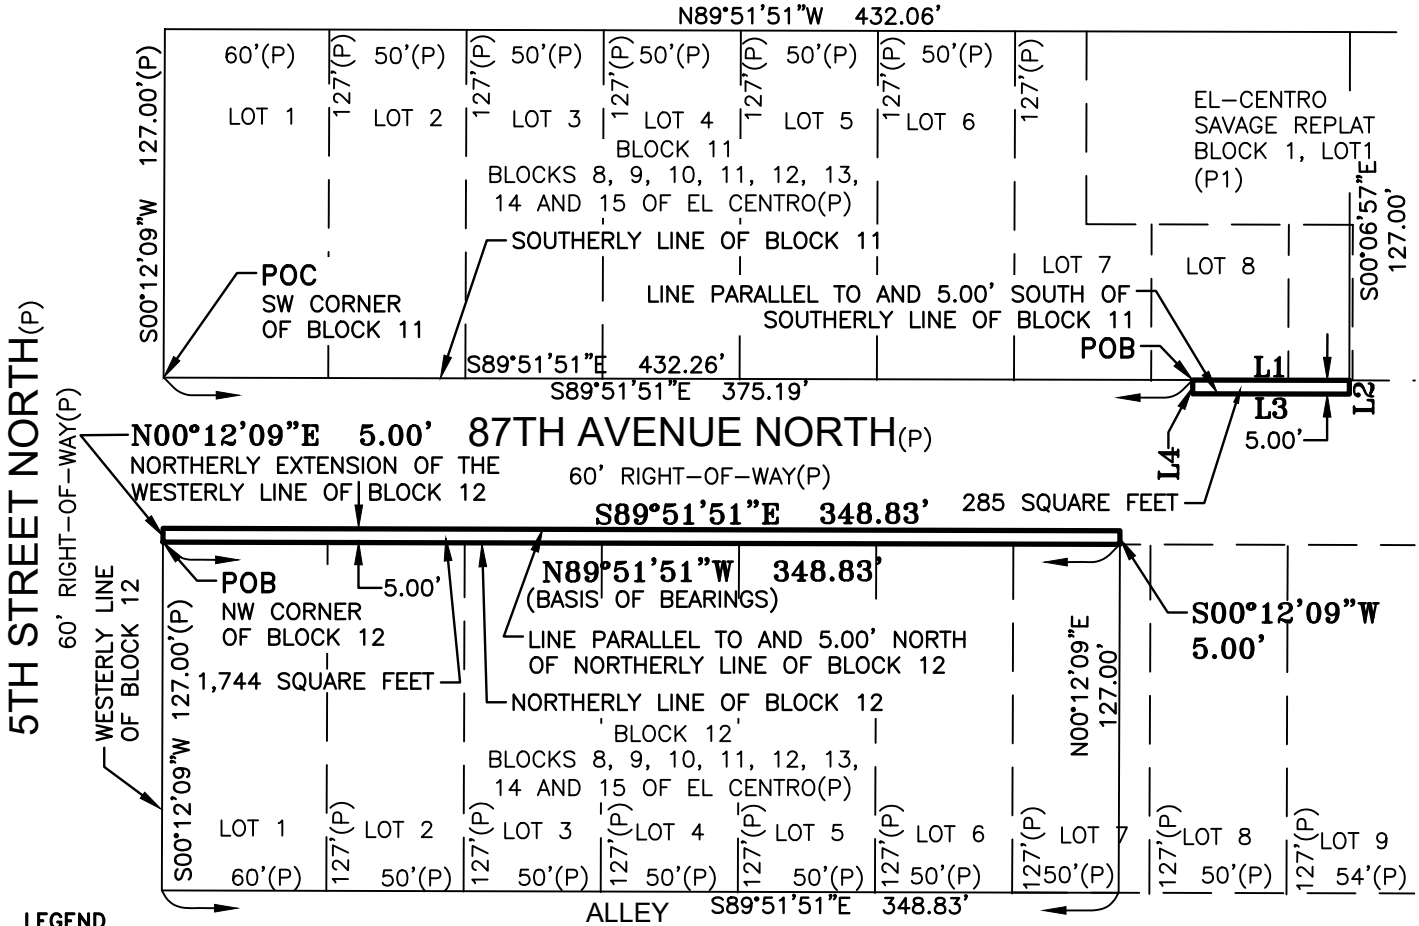 N89°51'51"W 432.06'
60'(P)
50'(P)
50'(P)
50'(P)
50'(P)
50'(P)
127.00'(P)
S00°12'09"W
127'(P)
127'(P)
127'(P)
127'(P)
127'(P)
127'(P)
LOT 1
LOT 2
LOT 3
LOT 4
LOT 5
LOT 6
EL-CENTRO
SAVAGE REPLAT
BLOCK 1, LOT1
(P1)
S00°06'57"E
127.00'
BLOCK 11
BLOCKS 8, 9, 10, 11, 12, 13,
14 AND 15 OF EL CENTRO(P)
SOUTHERLY LINE OF BLOCK 11
LOT 7
LOT 8
POC
SW CORNER
OF BLOCK 11
LINE PARALLEL TO AND 5.00' SOUTH OF
SOUTHERLY LINE OF BLOCK 11
POB
S89°51'51"E 432.26'
S89°51'51"E 375.19'
L1
L2
L3
L4
5.00'
285 SQUARE FEET
5TH STREET NORTH(P)
60' RIGHT-OF-WAY(P)
87TH AVENUE NORTH(P)
60' RIGHT-OF-WAY(P)
N00°12'09"E 5.00'
NORTHERLY EXTENSION OF THE
WESTERLY LINE OF BLOCK 12
S89°51'51"E 348.83'
N89°51'51"W 348.83'
(BASIS OF BEARINGS)
5.00'
POB
NW CORNER
OF BLOCK 12
WESTERLY LINE
OF BLOCK 12
S00°12'09"W 127.00'(P)
1,744 SQUARE FEET
LINE PARALLEL TO AND 5.00' NORTH
OF NORTHERLY LINE OF BLOCK 12
NORTHERLY LINE OF BLOCK 12
S00°12'09"W
5.00'
N00°12'09"E
127.00'
BLOCK 12
BLOCKS 8, 9, 10, 11, 12, 13,
14 AND 15 OF EL CENTRO(P)
LOT 1
LOT 2
LOT 3
LOT 4
LOT 5
LOT 6
LOT 7
LOT 8
LOT 9
127'(P)
127'(P)
127'(P)
127'(P)
127'(P)
127'(P)
127'(P)
127'(P)
60'(P)
50'(P)
50'(P)
50'(P)
50'(P)
50'(P)
50'(P)
50'(P)
54'(P)
ALLEY
S89°51'51"E 348.83'
LEGEND